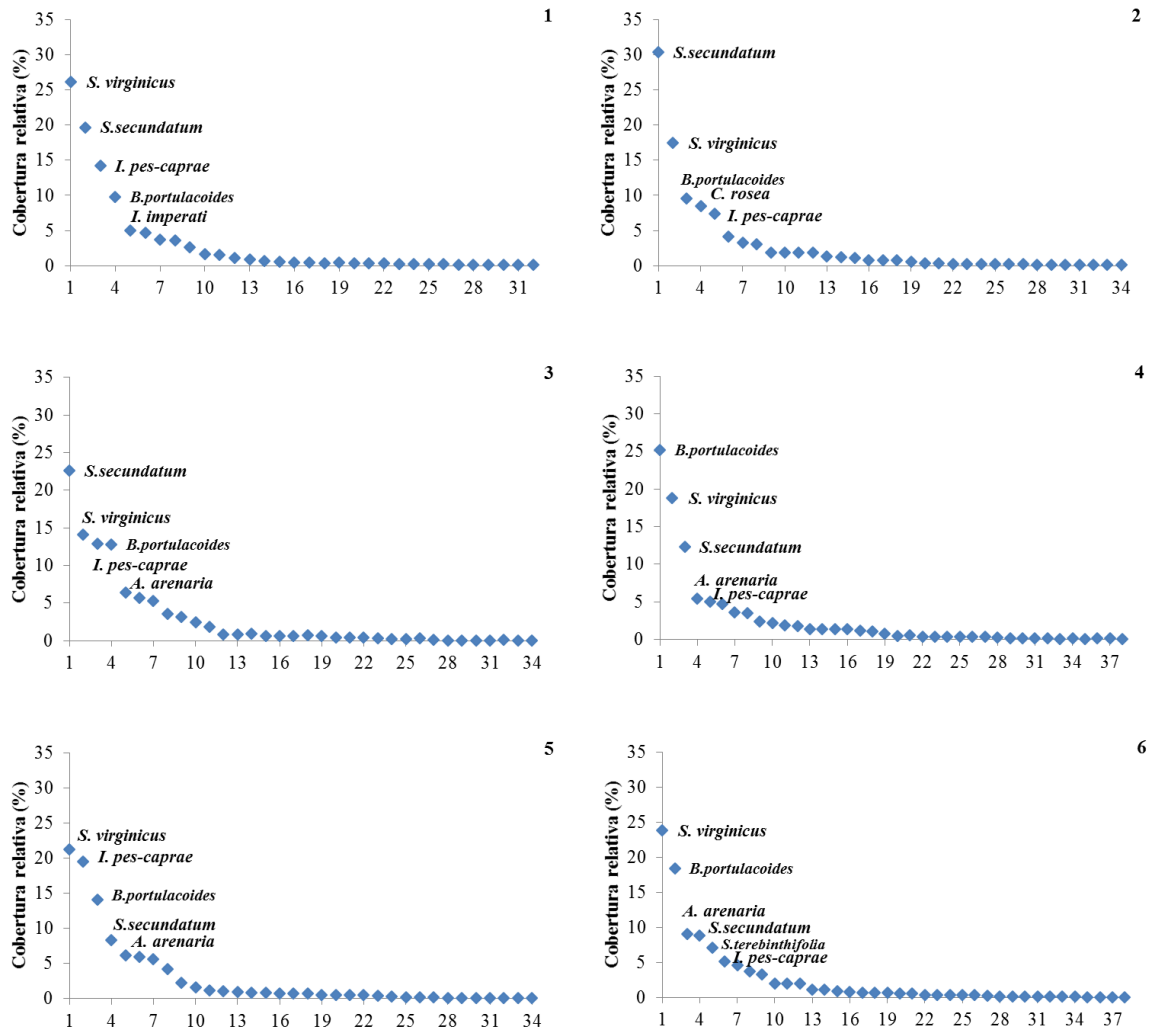 1
Cobertura relativa (%)
35
30
25
20
15
10
5
0
S. virginicus
S.secundatum
I. pes-caprae
B.portulacoides
I. imperati
1 4 7 10 13 16 19 22 25 28 31
2
Cobertura relativa (%)
35
30
25
20
15
10
5
0
S.secundatum
S. virginicus
B.portulacoides
C. rosea
I. pes-caprae
1 4 7 10 13 16 19 22 25 28 31 34
3
Cobertura relativa (%)
35
30
25
20
15
10
5
0
S.secundatum
S. virginicus
B.portulacoides
I. pes-caprae
A. arenaria
1 4 7 10 13 16 19 22 25 28 31 34
4
Cobertura relativa (%)
35
30
25
20
15
10
5
0
B.portulacoides
S. virginicus
S.secundatum
A. arenaria
I. pes-caprae
1 4 7 10 13 16 19 22 25 28 31 34 37
5
Cobertura relativa (%)
35
30
25
20
15
10
5
0
S. virginicus
I. pes-caprae
B.portulacoides
S.secundatum
A. arenaria
1 4 7 10 13 16 19 22 25 28 31 34
6
Cobertura relativa (%)
35
30
25
20
15
10
5
0
S. virginicus
B.portulacoides
A. arenaria
S.secundatum
S.terebinthifolia
I. pes-caprae
1 4 7 10 13 16 19 22 25 28 31 34 37